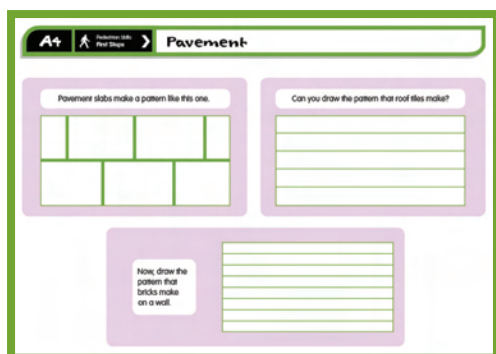 A4
Pedestrian Skills
First Steps
Pavement
Pavement slabs make a pattern like this one.
Can you draw the pattern that roof tiles make?
Now, draw the
pattern that
bricks make
on a wall.